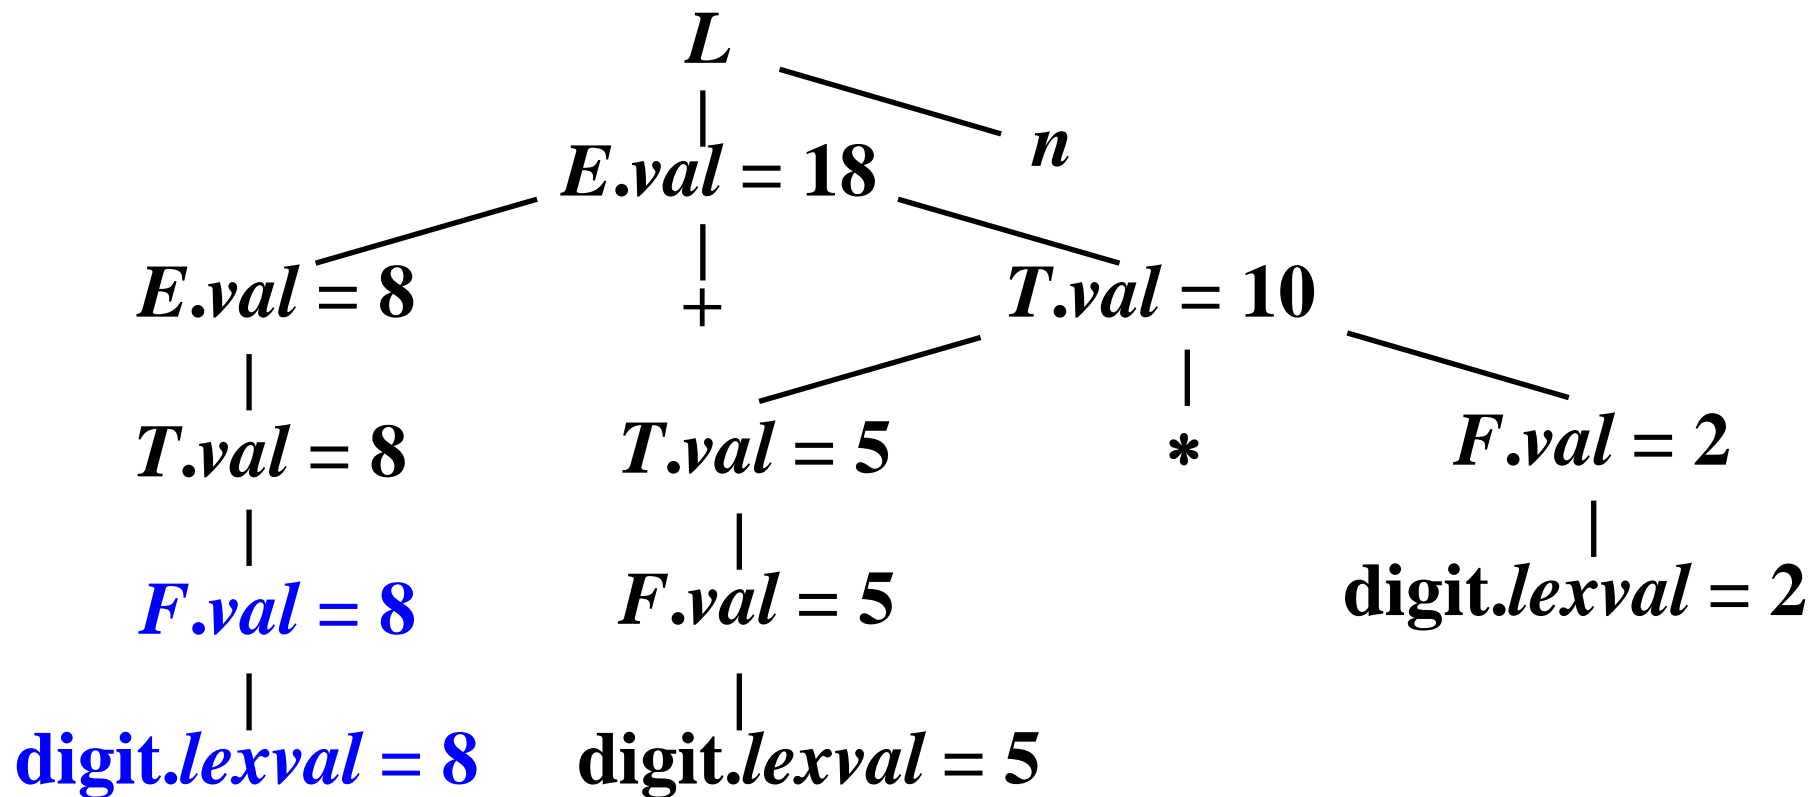 L
n
E.val = 18
E.val = 8 + T.val = 10
T.val = 8 T.val = 5 * F.val = 2
F.val = 8 F.val = 5 digit.lexval = 2
digit.lexval = 8 digit.lexval = 5